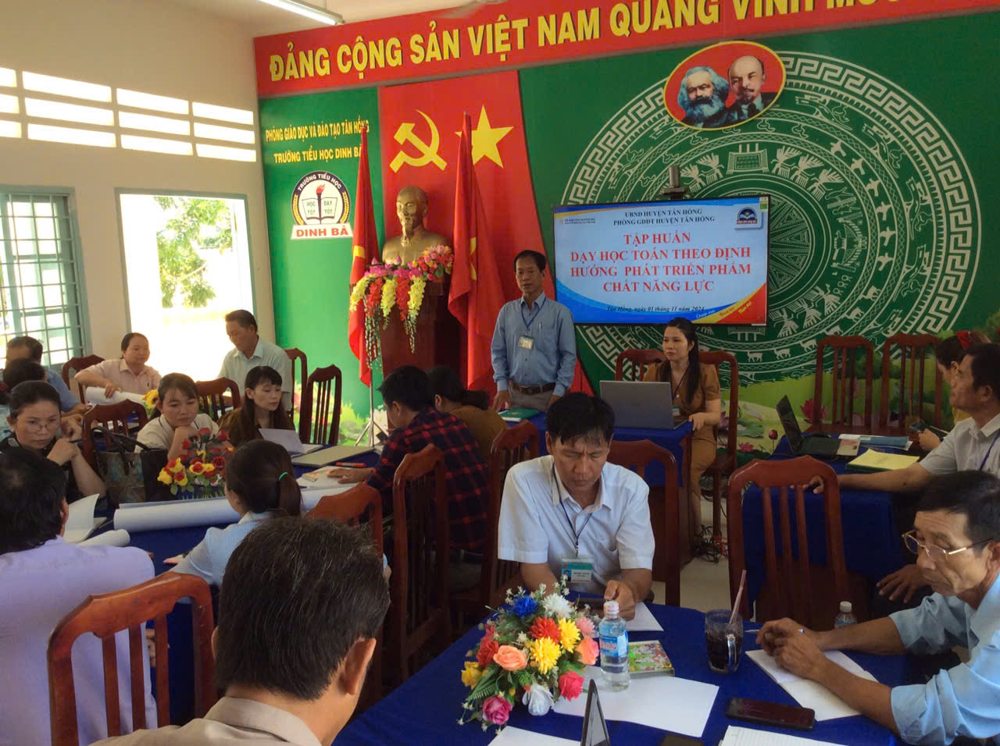 ĐẢNG CỘNG SẢN VIỆT NAM QUANG VINH
PHÒNG GIÁO DỤC VÀ ĐÀO TẠO TÂN HỒNG
TRƯỜNG TIỂU HỌC DINH BÀ
TRƯỜNG TIỂU HỌC
HỌC DẠY
TỐT TỐT
DINH BÀ
UBND HUYỆN TÂN HỒNG
PHÒNG GDĐT HUYỆN TÂN HỒNG
TẬP HUẤN
DẠY HỌC TOÁN THEO ĐỊNH
HƯỚNG PHÁT TRIỂN PHẨM
CHẤT NĂNG LỰC
Tân Hồng, ngày 01 tháng 11 năm 2024